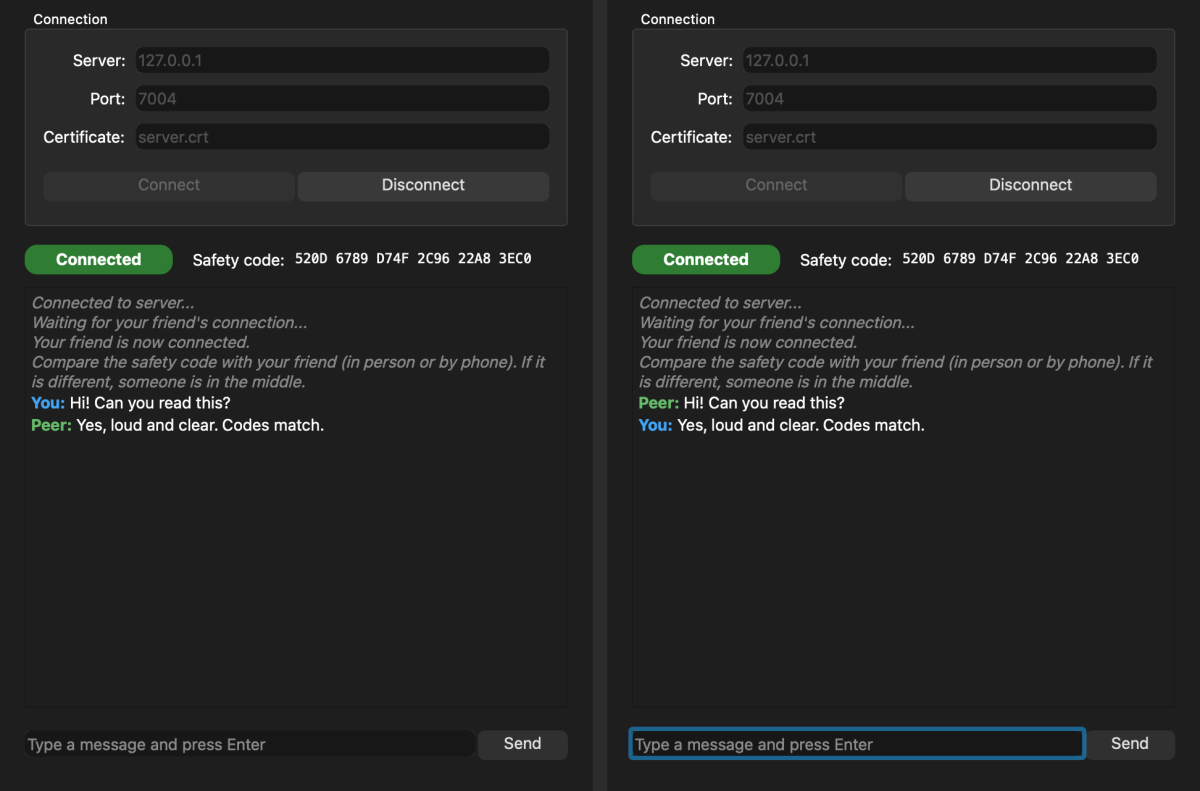 Connection
Server: 127.0.0.1
Port: 7004
Certificate: server.crt
Connect Disconnect
Connected Safety code: 520D 6789 D74F 2C96 22A8 3EC0
Connected to server...
Waiting for your friend's connection...
Your friend is now connected.
Compare the safety code with your friend (in person or by phone). If it
is different, someone is in the middle.
You: Hi! Can you read this?
Peer: Yes, loud and clear. Codes match.
Type a message and press Enter Send
Connection
Server: 127.0.0.1
Port: 7004
Certificate: server.crt
Connect Disconnect
Connected Safety code: 520D 6789 D74F 2C96 22A8 3EC0
Connected to server...
Waiting for your friend's connection...
Your friend is now connected.
Compare the safety code with your friend (in person or by phone). If it
is different, someone is in the middle.
Peer: Hi! Can you read this?
You: Yes, loud and clear. Codes match.
Type a message and press Enter Send